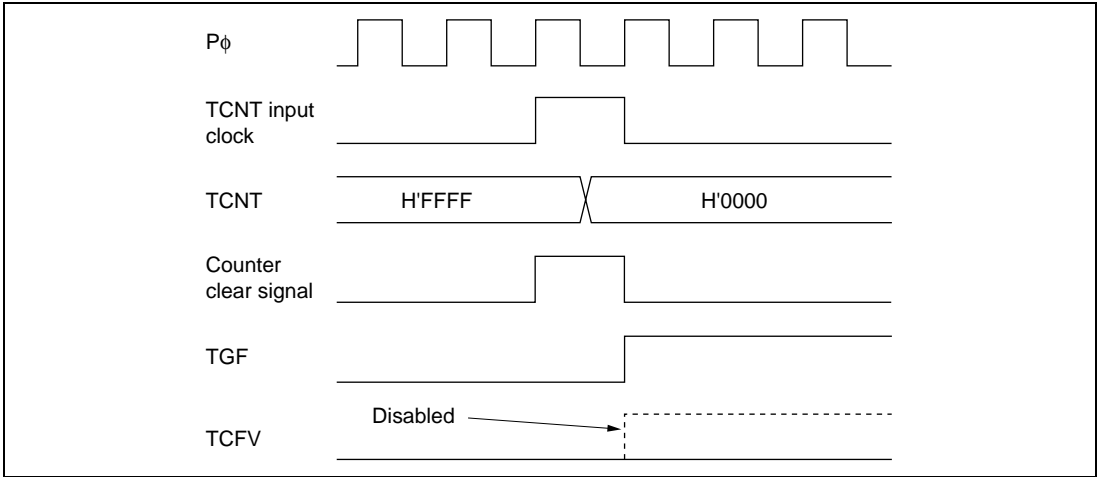 Pϕ
TCNT input
clock
TCNT
H'FFFF
H'0000
Counter
clear signal
TGF
Disabled
TCFV